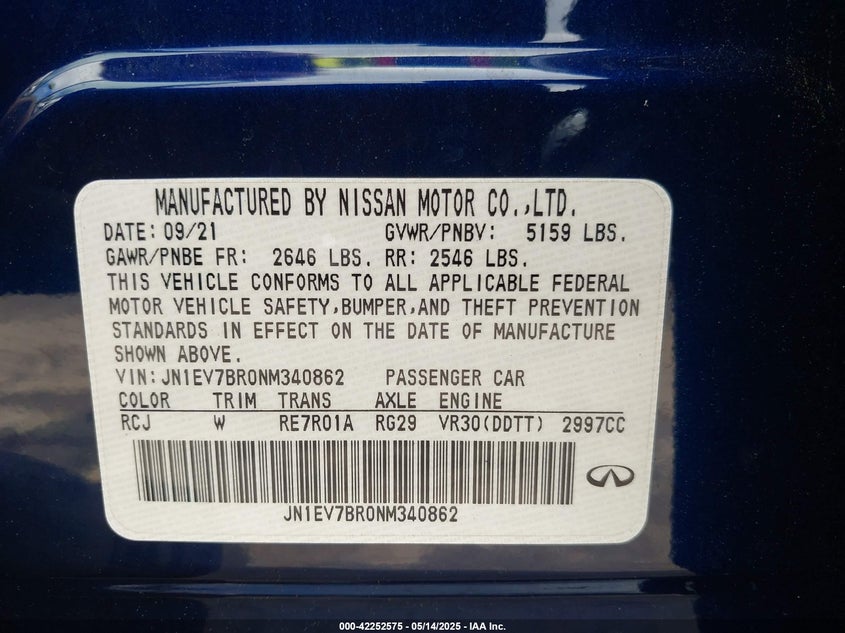 MANUFACTURED BY NISSAN MOTOR CO.,LTD.
DATE: 09/21 GVWR/PNBV: 5159 LBS.
GAWR/PNBE FR: 2646 LBS. RR: 2546 LBS.
THIS VEHICLE CONFORMS TO ALL APPLICABLE FEDERAL
MOTOR VEHICLE SAFETY,BUMPER,AND THEFT PREVENTION
STANDARDS IN EFFECT ON THE DATE OF MANUFACTURE
SHOWN ABOVE.
VIN: JN1EV7BR0NM340862 PASSENGER CAR
COLOR TRIM TRANS AXLE ENGINE
RCJ W RE7R01A RG29 VR30(DDTT) 2997CC
JN1EV7BR0NM340862
000-42252575 - 05/14/2025 - IAA Inc.